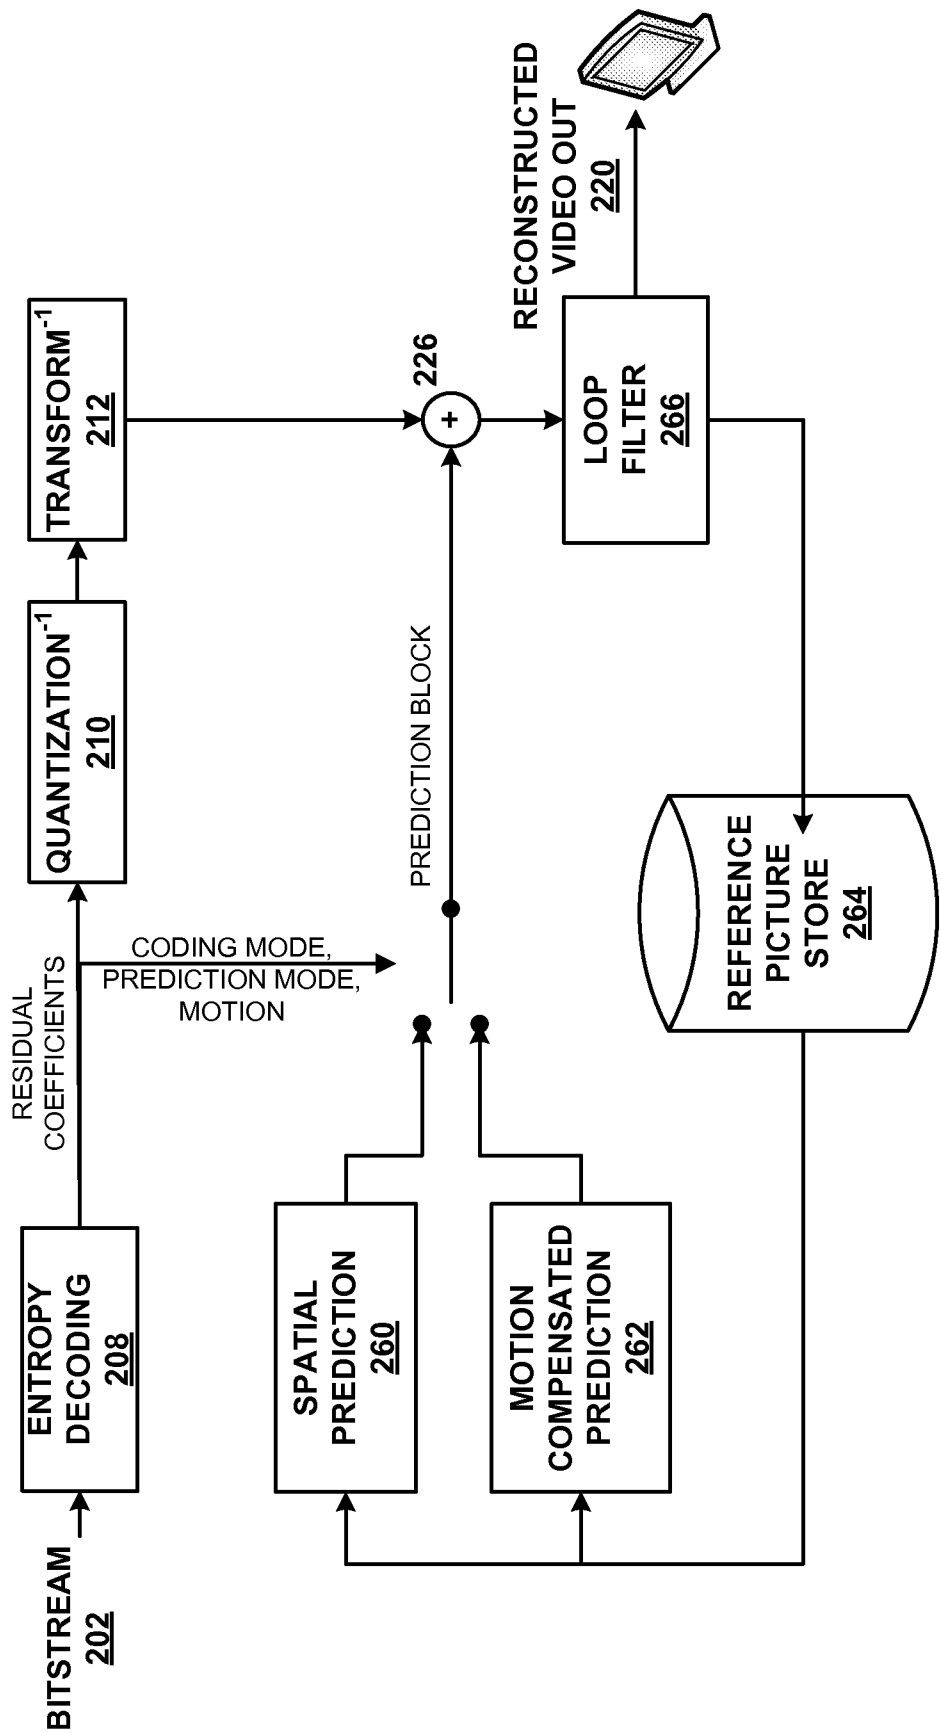 BITSTREAM
202
ENTROPY
DECODING
208
RESIDUAL
COEFFICIENTS
QUANTIZATION-1
210
TRANSFORM-1
212
CODING MODE,
PREDICTION MODE,
MOTION
SPATIAL
PREDICTION
260
MOTION
COMPENSATED
PREDICTION
262
PREDICTION BLOCK
226
+
LOOP
FILTER
266
RECONSTRUCTED
VIDEO OUT
220
REFERENCE
PICTURE
STORE
264